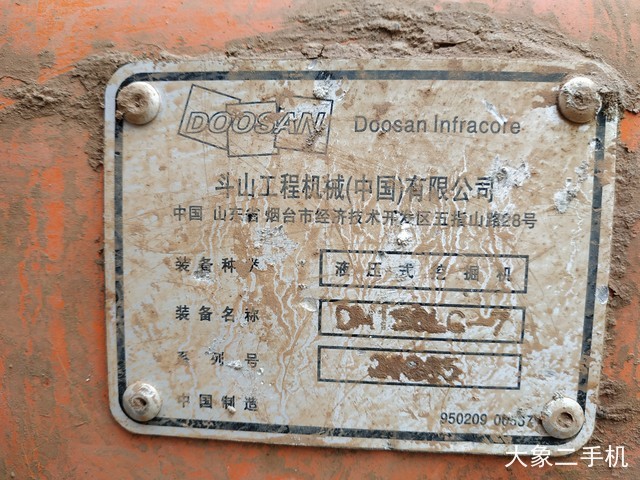 DOOSAN Doosan Infracore
斗山工程机械(中国)有限公司
中国 山东省烟台市经济技术开发区五指山路28号
装备种类 液压式挖掘机
装备名称
系列号
中国制造
950209
大象二手机